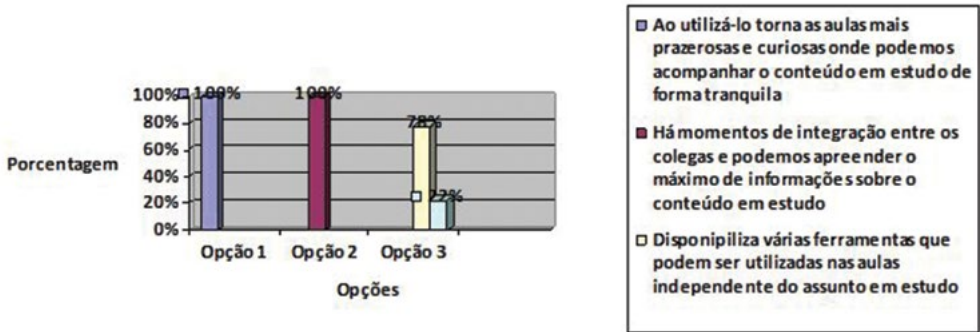 100%
80%
60%
40%
20%
0%
100%
100%
78%
22%
Porcentagem
Opção 1
Opção 2
Opção 3
Opções
Ao utilizá-lo torna as aulas mais
prazerosas e curiosas onde podemos
acompanhar o conteúdo em estudo de
forma tranquila
Há momentos de integração entre os
colegas e podemos apreender o
máximo de informações sobre o
conteúdo em estudo
Disponipiliza várias ferramentas que
podem ser utilizadas nas aulas
independente do assunto em estudo